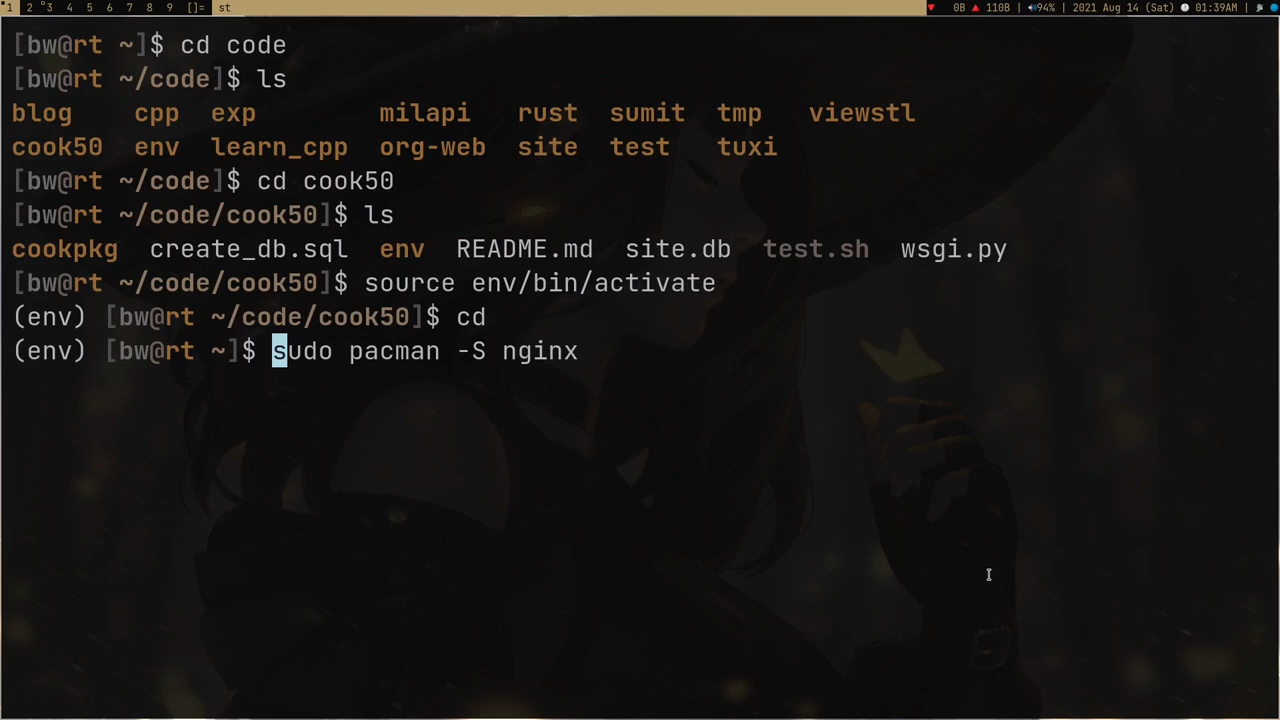 1 2 3 4 5 6 7 8 9 []= st 0B 110B | 94% | 2021 Aug 14 (Sat) 01:39AM |
[bw@rt ~]$ cd code
[bw@rt ~/code]$ ls
blog cpp exp milapi rust sumit tmp viewstl
cook50 env learn_cpp org-web site test tuxi
[bw@rt ~/code]$ cd cook50
[bw@rt ~/code/cook50]$ ls
cookpkg create_db.sql env README.md site.db test.sh wsgi.py
[bw@rt ~/code/cook50]$ source env/bin/activate
(env) [bw@rt ~/code/cook50]$ cd
(env) [bw@rt ~]$ sudo pacman -S nginx